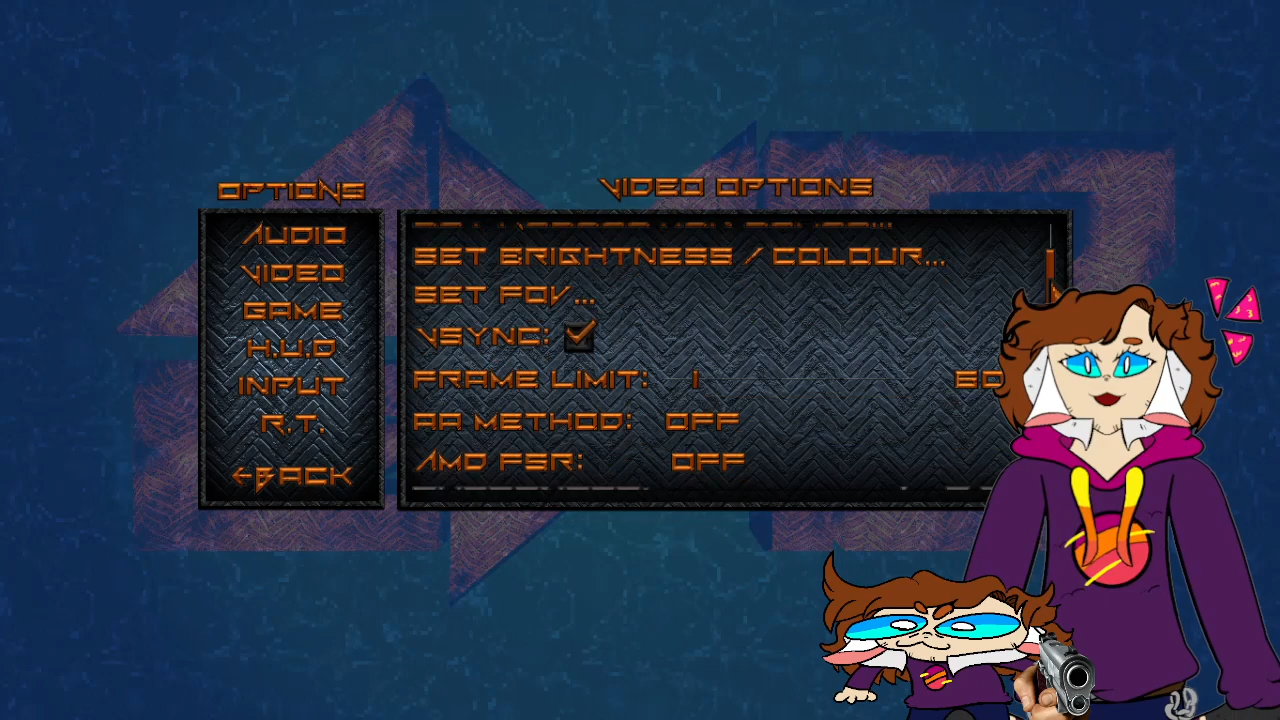 OPTIONS
AUDIO
VIDEO
GAME
H.U.D
INPUT
R.T.
←BACK
VIDEO OPTIONS
SET BRIGHTNESS / COLOUR...
SET FOV...
VSYNC:
FRAME LIMIT: 60
AA METHOD: OFF
AMD FSR: OFF